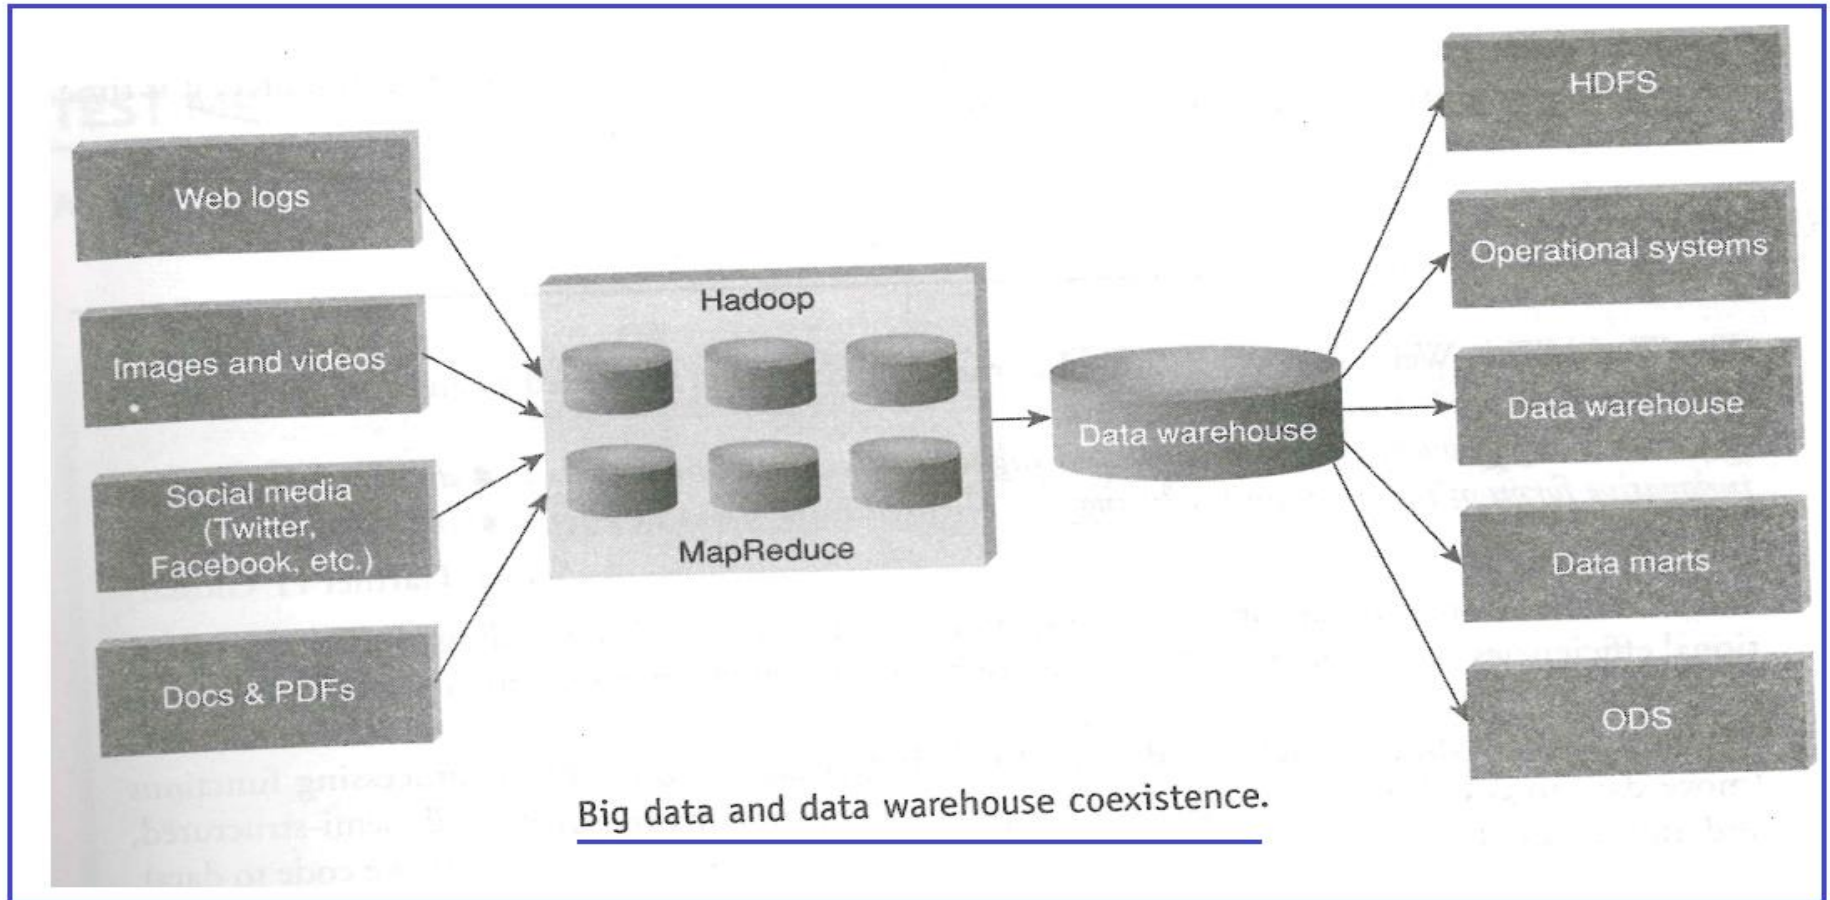 Web logs
Images and videos
Social media
(Twitter,
Facebook, etc.)
Docs & PDFs
Hadoop
MapReduce
Data warehouse
HDFS
Operational systems
Data warehouse
Data marts
ODS
Big data and data warehouse coexistence.